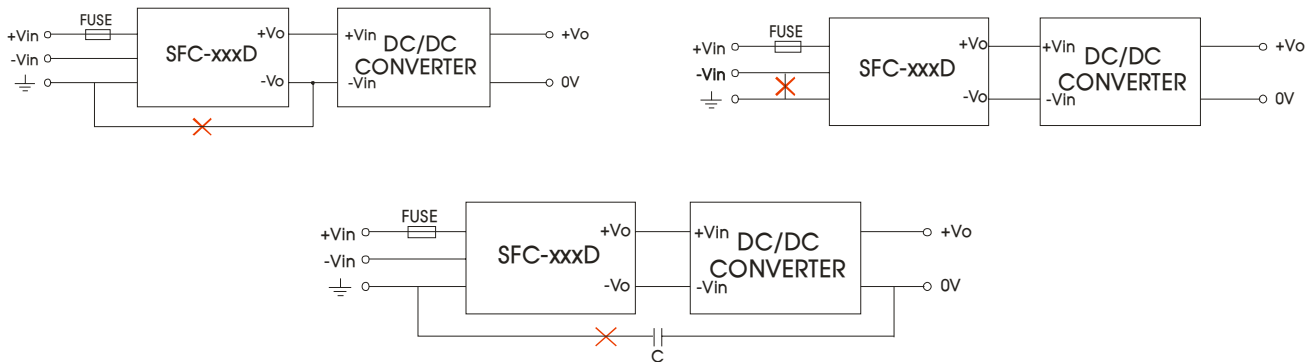 FUSE
+Vin
-Vin
SFC-xxxD
+Vo
-Vo
+Vin
-Vin
DC/DC
CONVERTER
+Vo
0V
FUSE
+Vin
-Vin
SFC-xxxD
+Vo
-Vo
+Vin
-Vin
DC/DC
CONVERTER
+Vo
0V
FUSE
+Vin
-Vin
SFC-xxxD
+Vo
-Vo
+Vin
-Vin
DC/DC
CONVERTER
+Vo
0V
C